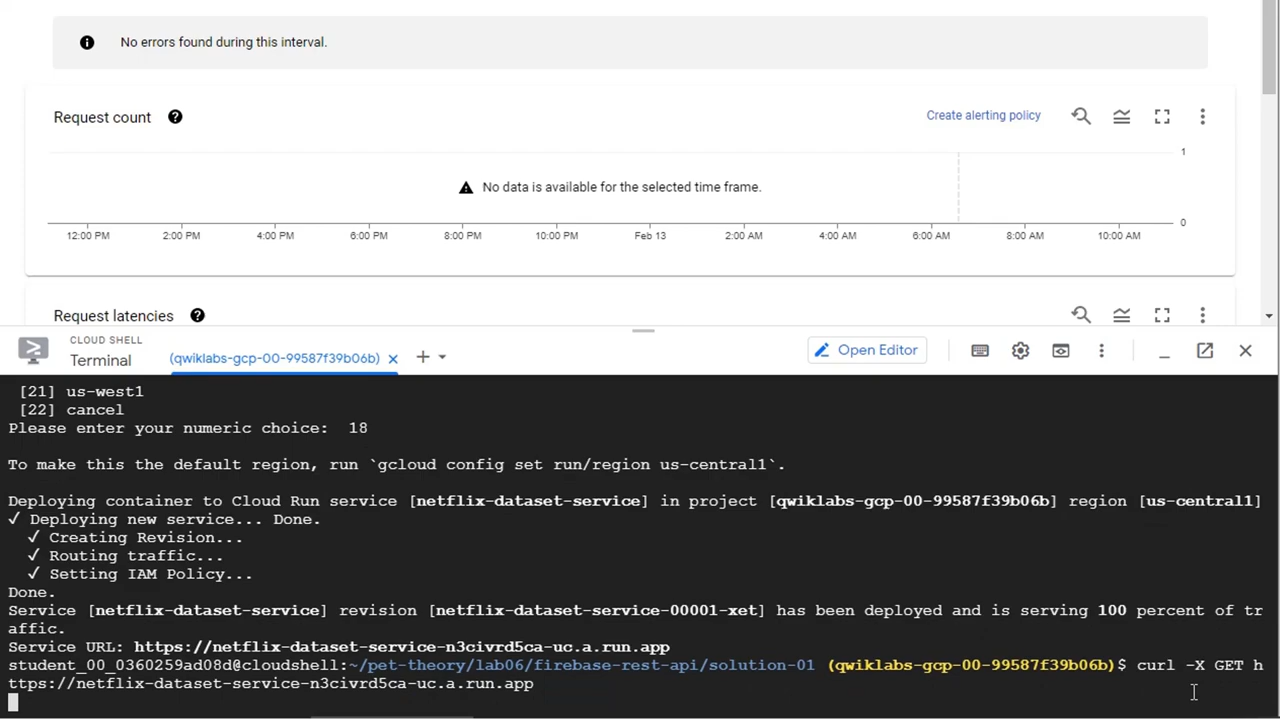 No errors found during this interval.
Request count
Create alerting policy
1
No data is available for the selected time frame.
0
12:00 PM 2:00 PM 4:00 PM 6:00 PM 8:00 PM 10:00 PM Feb 13 2:00 AM 4:00 AM 6:00 AM 8:00 AM 10:00 AM
Request latencies
CLOUD SHELL
Terminal
(qwiklabs-gcp-00-99587f39b06b)
Open Editor
[21] us-west1
[22] cancel
Please enter your numeric choice:  18
To make this the default region, run `gcloud config set run/region us-central1`.
Deploying container to Cloud Run service [netflix-dataset-service] in project [qwiklabs-gcp-00-99587f39b06b] region [us-central1]
✓ Deploying new service... Done.
✓ Creating Revision...
✓ Routing traffic...
✓ Setting IAM Policy...
Done.
Service [netflix-dataset-service] revision [netflix-dataset-service-00001-xet] has been deployed and is serving 100 percent of tr
affic.
Service URL: https://netflix-dataset-service-n3civrd5ca-uc.a.run.app
student_00_0360259ad08d@cloudshell:~/pet-theory/lab06/firebase-rest-api/solution-01 (qwiklabs-gcp-00-99587f39b06b)$ curl -X GET h
ttps://netflix-dataset-service-n3civrd5ca-uc.a.run.app